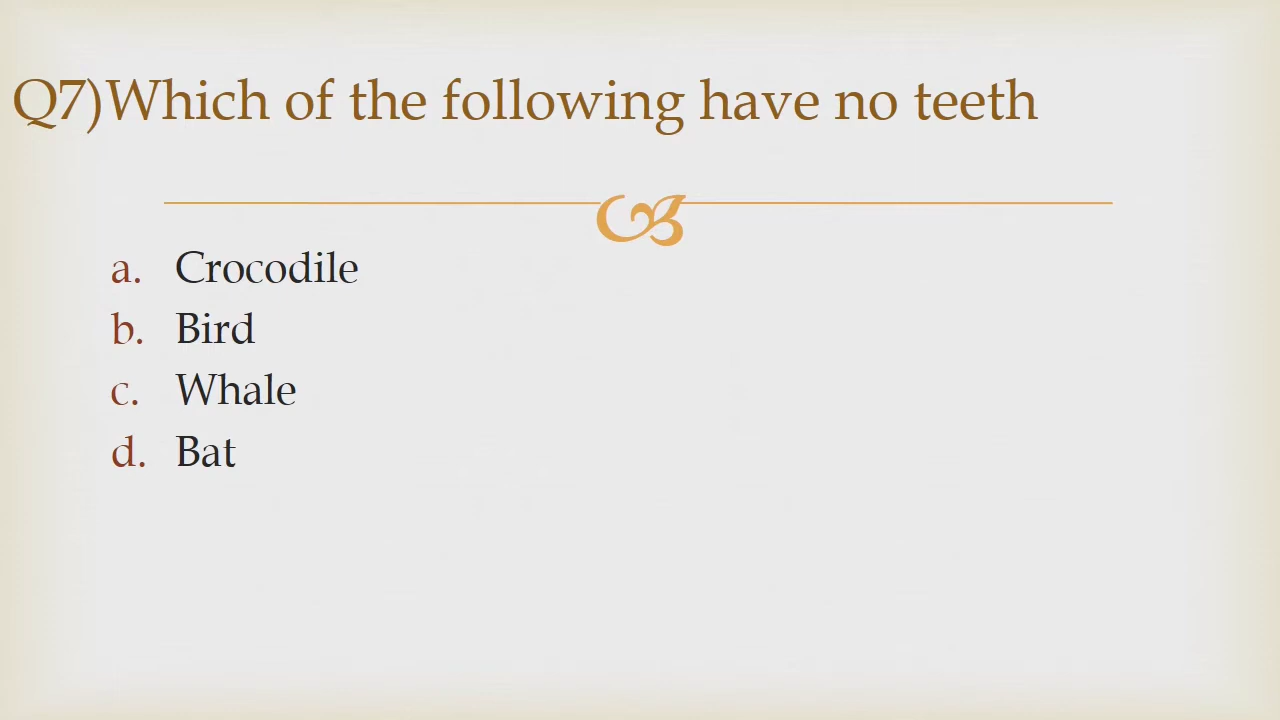 Q7)Which of the following have no teeth
a. Crocodile
b. Bird
c. Whale
d. Bat